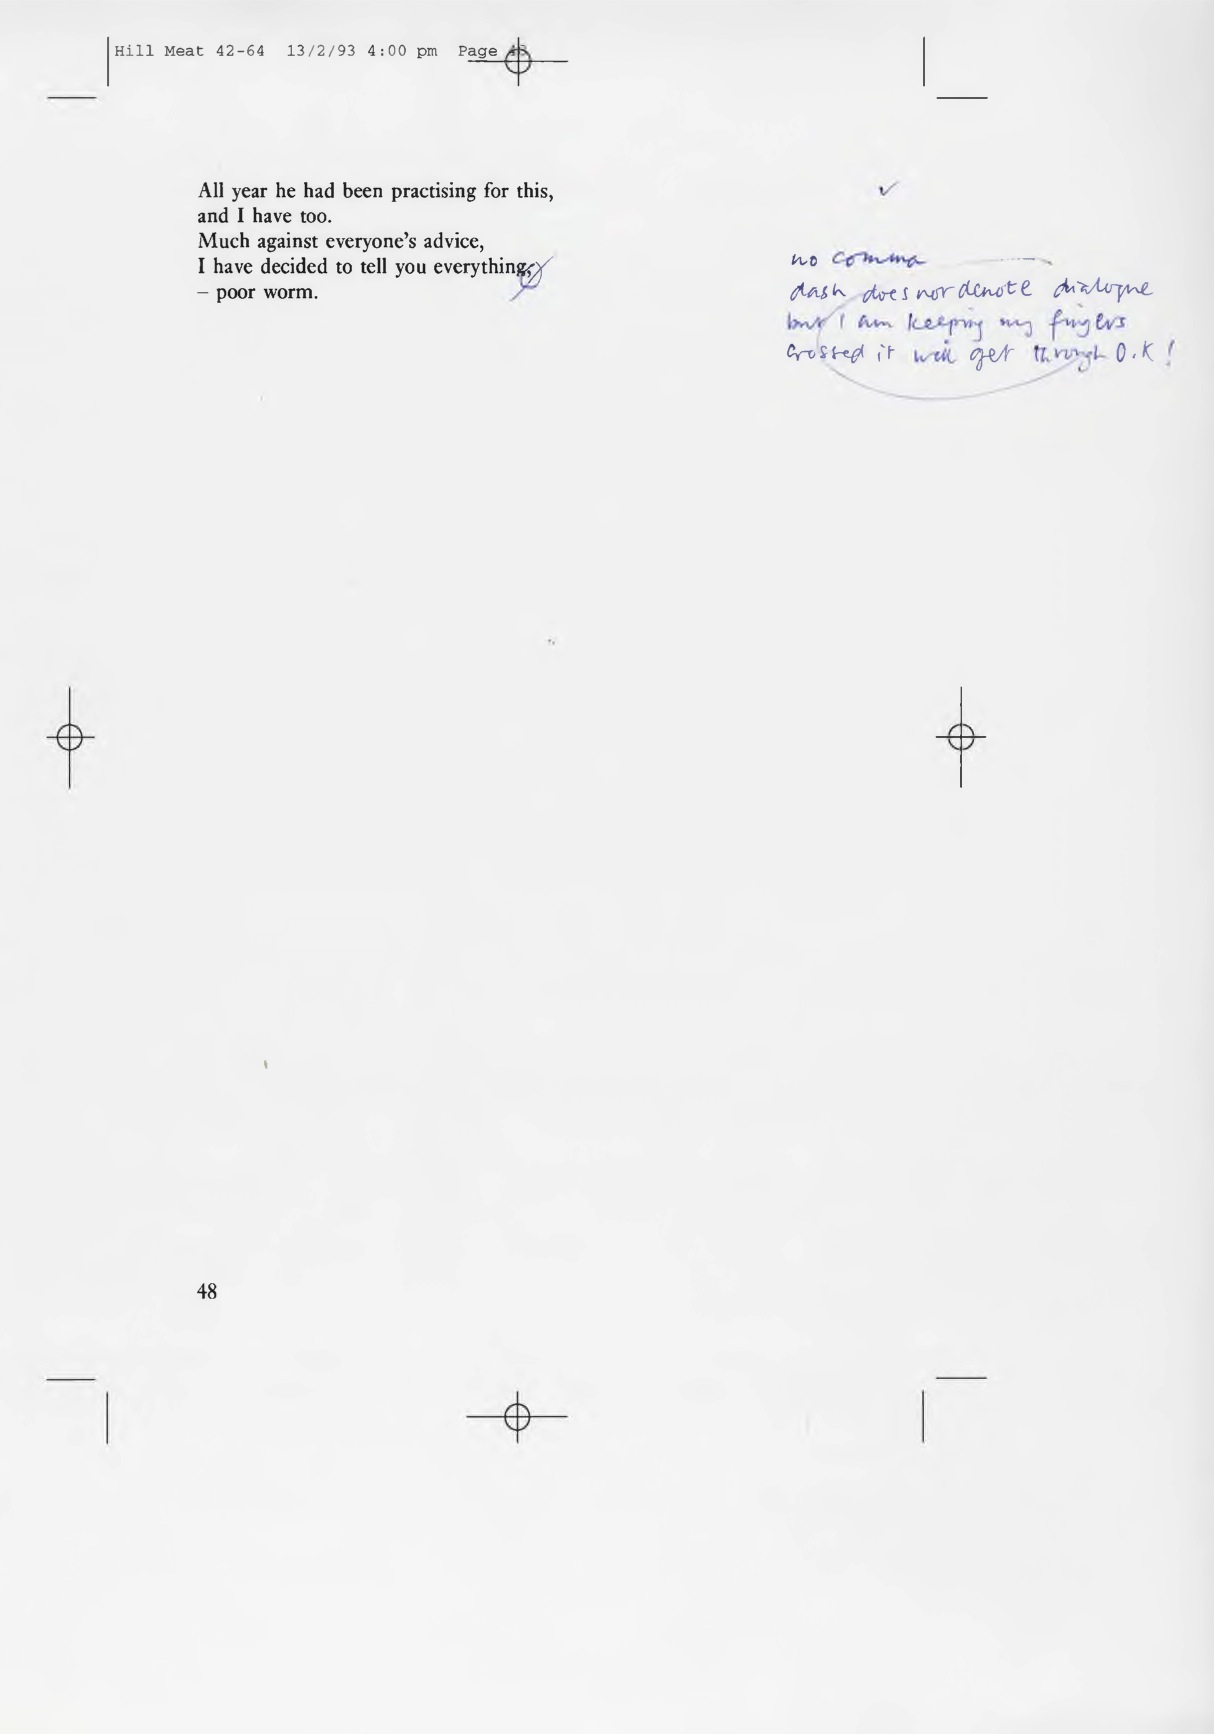 Hill Meat 42-64 13/2/93 4:00 pm Page 48
All year he had been practising for this,
and I have too.
Much against everyone's advice,
I have decided to tell you everything,
– poor worm.
✓
no comma
dash does not denote dialogue
but I am keeping my fingers
crossed it will get through O.K!
48